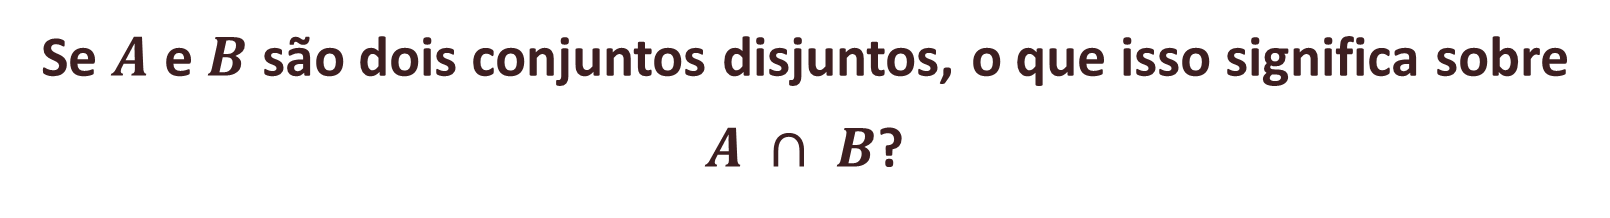 Se A e B são dois conjuntos disjuntos, o que isso significa sobre
A ∩ B?